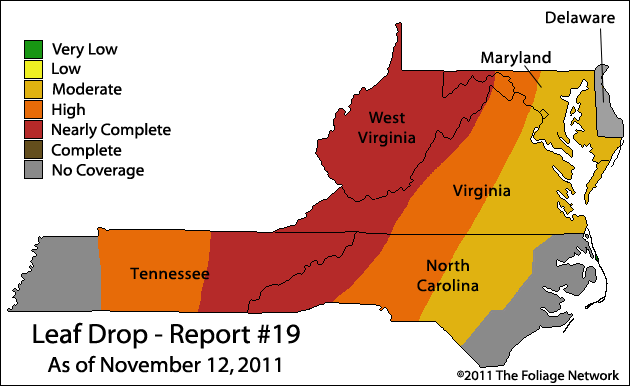 Delaware
Maryland
Very Low
Low
Moderate
High
Nearly Complete
Complete
No Coverage
West
Virginia
Virginia
Tennessee
North
Carolina
Leaf Drop - Report #19
As of November 12, 2011
©2011 The Foliage Network